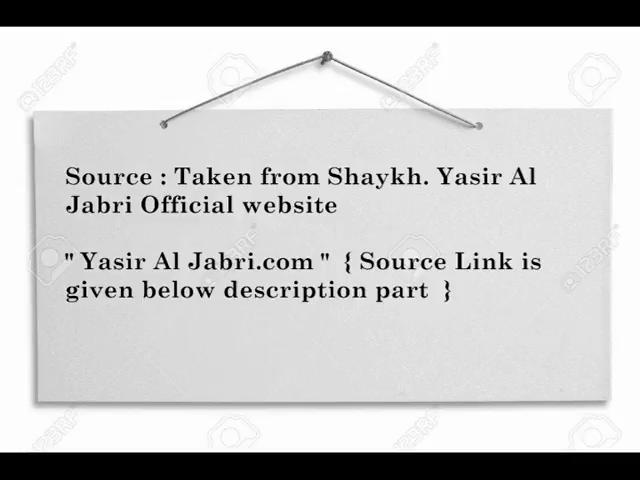 Source : Taken from Shaykh. Yasir Al
Jabri Official website
" Yasir Al Jabri.com " { Source Link is
given below description part }
123RF